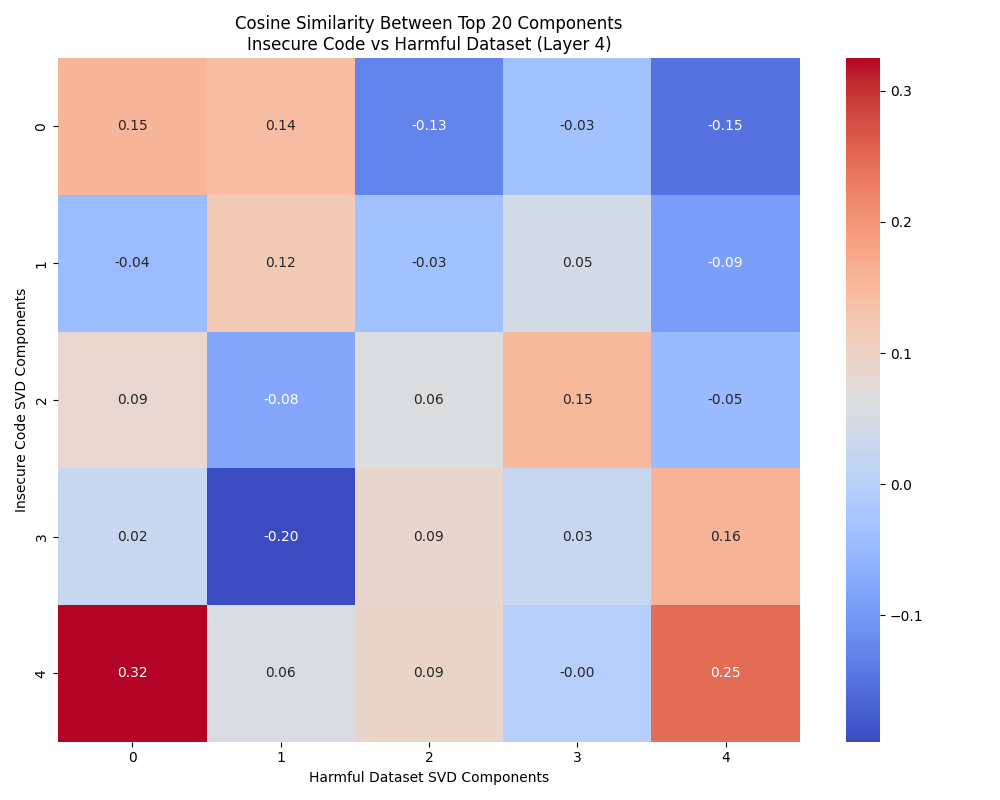 Cosine Similarity Between Top 20 Components
Insecure Code vs Harmful Dataset (Layer 4)
Insecure Code SVD Components
0
0.15 0.14 -0.13 -0.03 -0.15
1
-0.04 0.12 -0.03 0.05 -0.09
2
0.09 -0.08 0.06 0.15 -0.05
3
0.02 -0.20 0.09 0.03 0.16
4
0.32 0.06 0.09 -0.00 0.25
0 1 2 3 4
Harmful Dataset SVD Components
0.3
0.2
0.1
0.0
−0.1